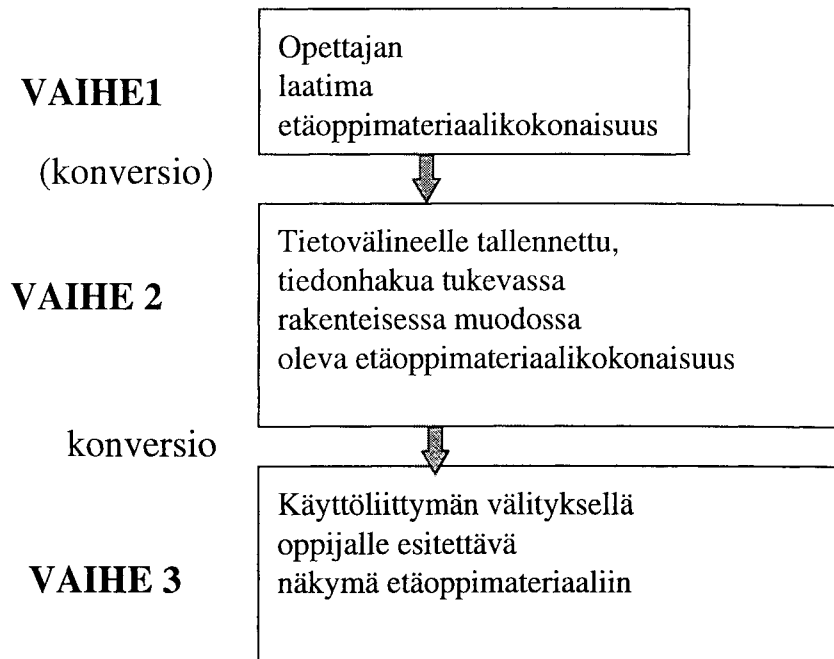 VAIHE1
Opettajan
laatima
etäoppimateriaalikokonaisuus
(konversio)
VAIHE 2
Tietovälineelle tallennettu,
tiedonhakua tukevassa
rakenteisessa muodossa
oleva etäoppimateriaalikokonaisuus
konversio
VAIHE 3
Käyttöliittymän välityksellä
oppijalle esitettävä
näkymä etäoppimateriaaliin